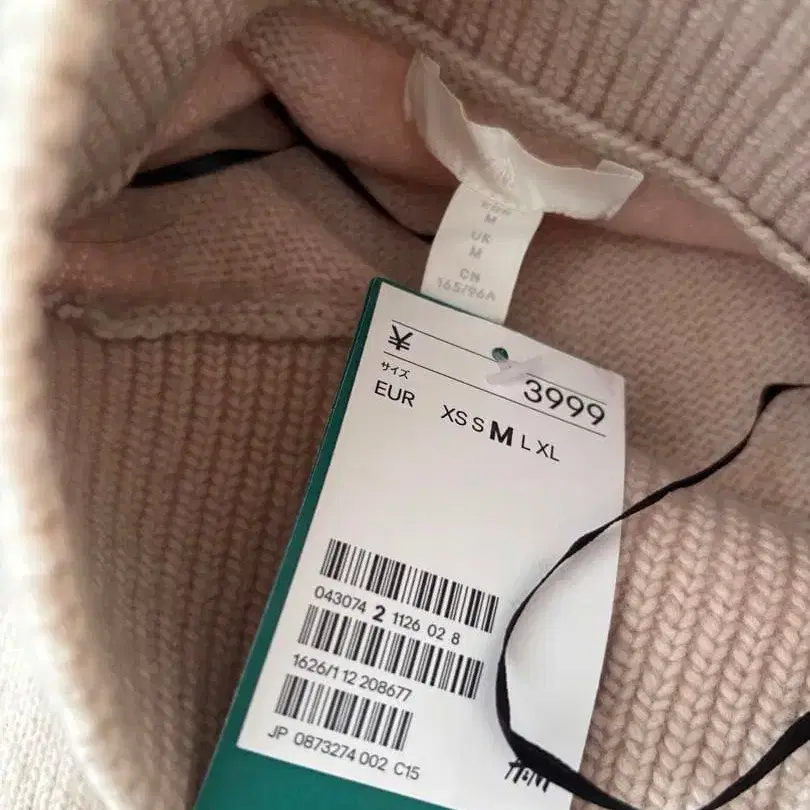 M
UK
M
CN
165/96A
¥
3999
サイズ
EUR XS S M L XL
043074 2 1126 02 8
1626/1 12 208677
JP 0873274 002 C15
H&M